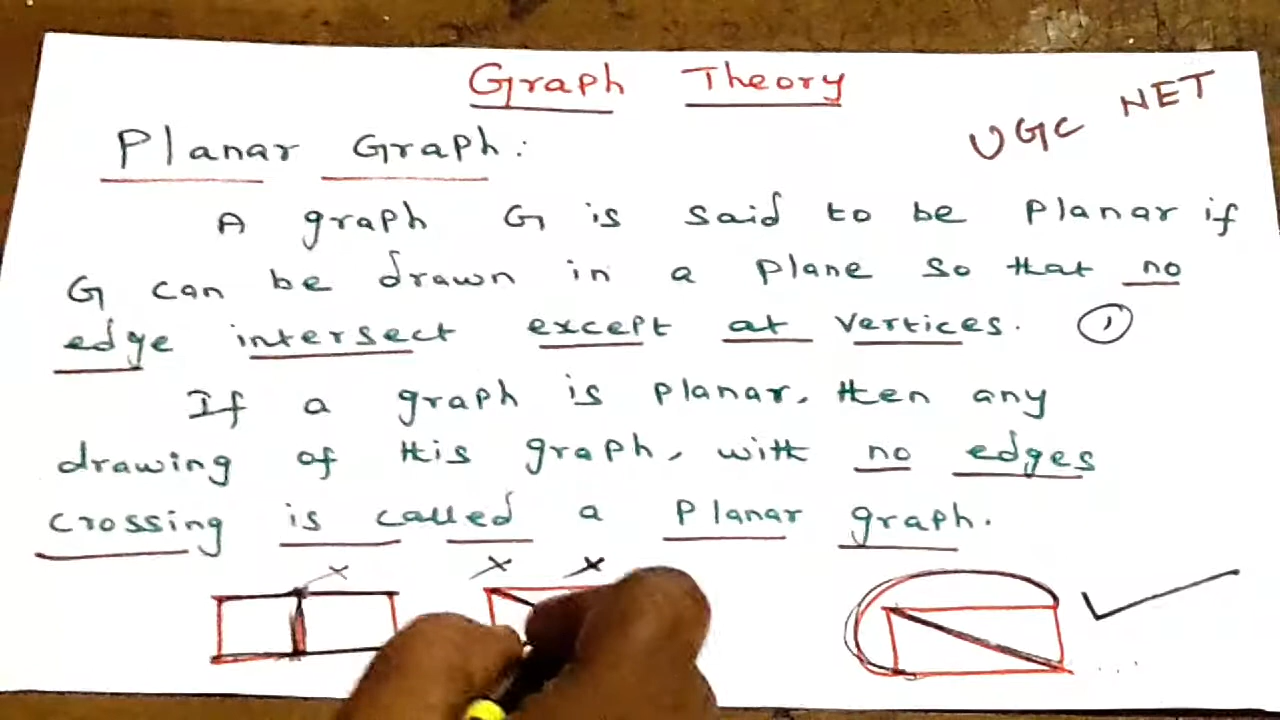 Graph Theory
UGC NET
Planar Graph:
A graph G is said to be planar if
G can be drawn in a plane so that no
edge intersect except at vertices. 1
If a graph is planar, then any
drawing of this graph, with no edges
crossing is called a planar graph.